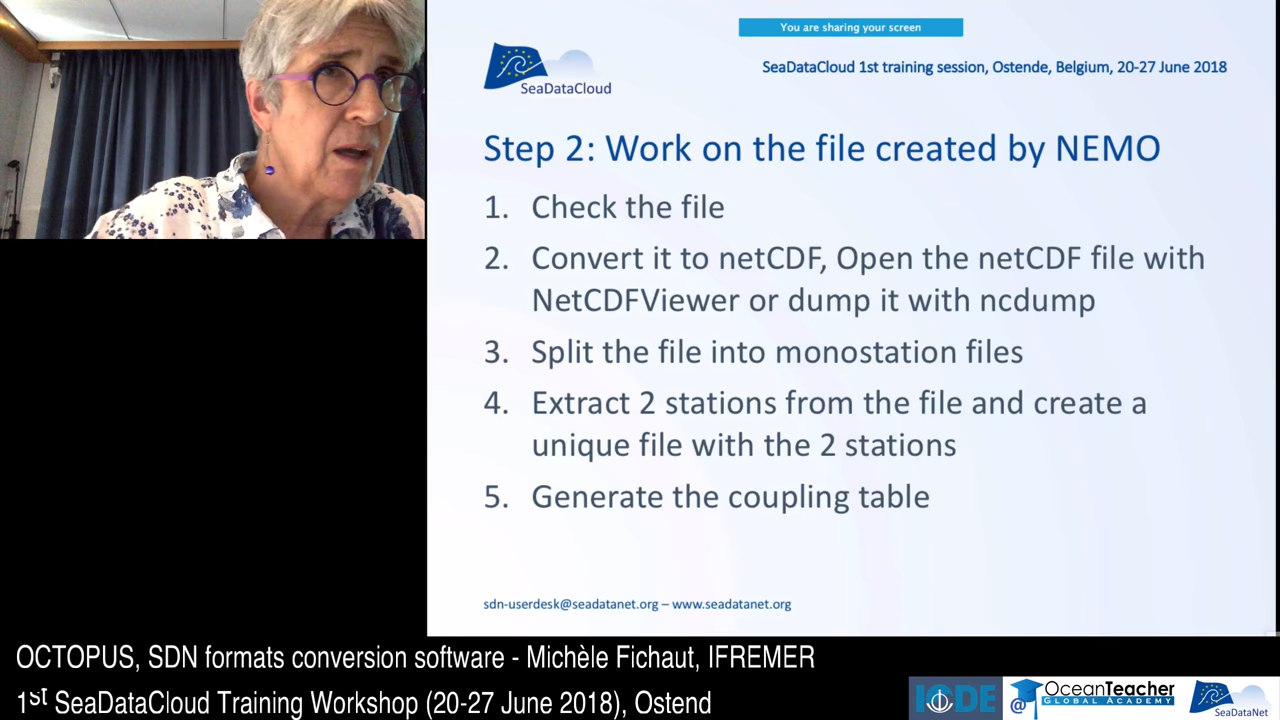 You are sharing your screen
SeaDataCloud
SeaDataCloud 1st training session, Ostende, Belgium, 20-27 June 2018
Step 2: Work on the file created by NEMO
1. Check the file
2. Convert it to netCDF, Open the netCDF file with
NetCDFViewer or dump it with ncdump
3. Split the file into monostation files
4. Extract 2 stations from the file and create a
unique file with the 2 stations
5. Generate the coupling table
sdn-userdesk@seadatanet.org – www.seadatanet.org
OCTOPUS, SDN formats conversion software - Michèle Fichaut, IFREMER
1st SeaDataCloud Training Workshop (20-27 June 2018), Ostend
IODE
@ OceanTeacher
GLOBAL ACADEMY
SeaDataNet